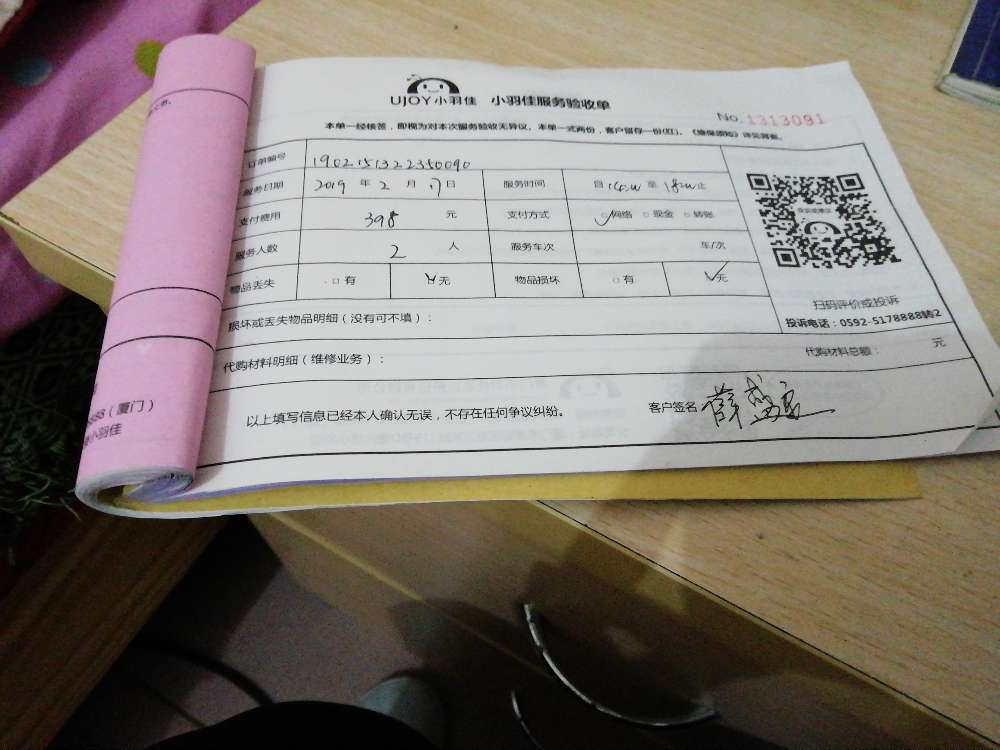 UJOY小羽佳 小羽佳服务验收单
No.1313091
本单一经核签，即视为对本次服务验收无异议。本单一式两份，客户留存一份(红)。《维保须知》详见背面。
订单编号 1902151322350090
服务日期 2019 年 2 月 17 日 服务时间 自 至 止
支付费用 398 元 支付方式 网络 □ 现金 □ 转账
服务人数 2 人 服务车次 车/次
物品丢失 □ 有 无 物品损坏 □ 有 无
扫码评价或投诉
投诉电话：0592-5178888转2
损坏或丢失物品明细（没有可不填）：
代购材料明细（维修业务）： 代购材料总额： 元
以上填写信息已经本人确认无误，不存在任何争议纠纷。 客户签名
（厦门）
小羽佳